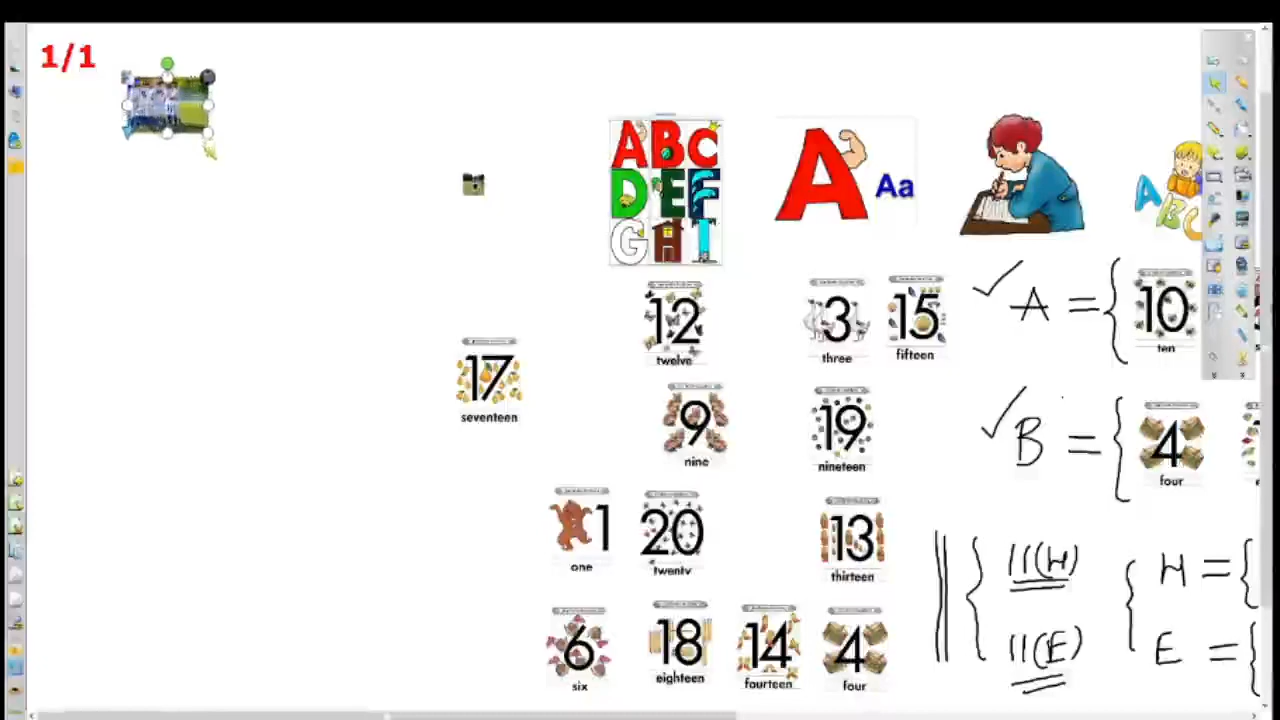 1/1
ABC
DEF
GHI
A
Aa
ABC
12
twelve
3
three
15
fifteen
A = {
10
ten
17
seventeen
9
nine
19
nineteen
B = {
4
four
1
one
20
twenty
13
thirteen
11(H)
H = {
6
six
18
eighteen
14
fourteen
4
four
11(E)
E = {